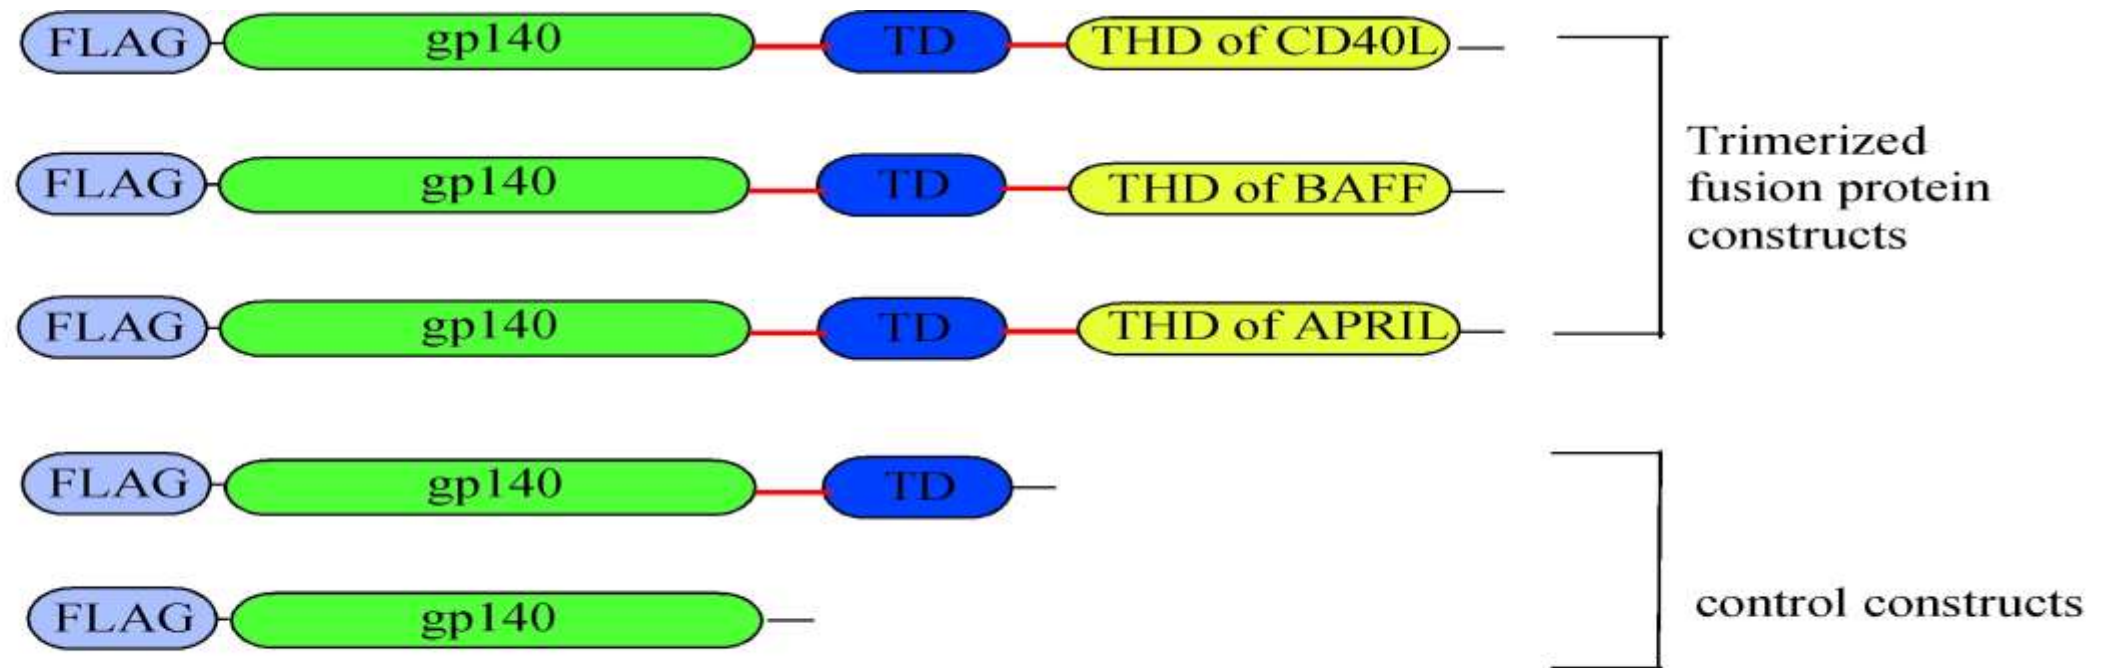 FLAG gp140 TD THD of CD40L
FLAG gp140 TD THD of BAFF
FLAG gp140 TD THD of APRIL
Trimerized
fusion protein
constructs
FLAG gp140 TD
FLAG gp140
control constructs